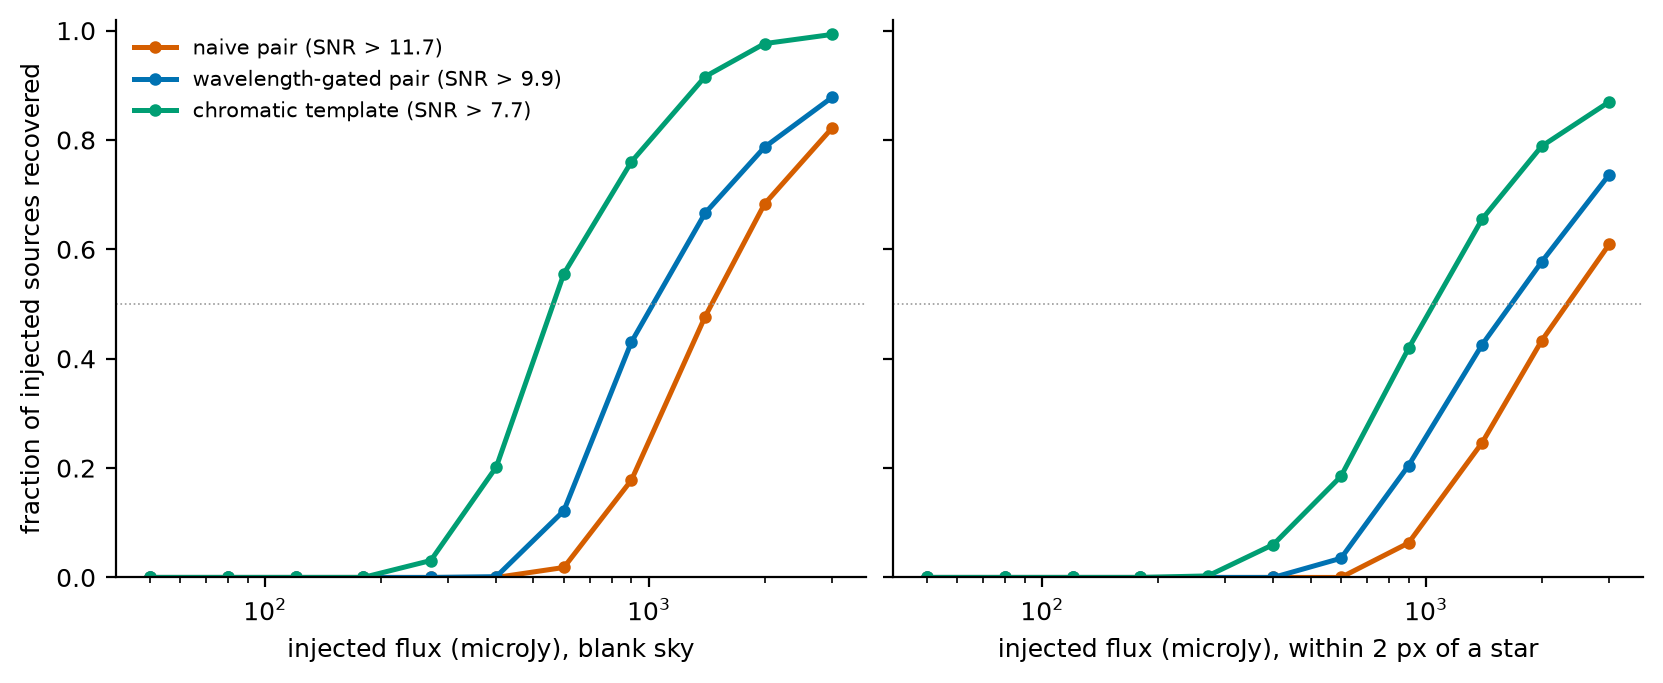 naive pair (SNR > 11.7)
wavelength-gated pair (SNR > 9.9)
chromatic template (SNR > 7.7)
fraction of injected sources recovered
1.0
0.8
0.6
0.4
0.2
0.0
10²
10³
injected flux (microJy), blank sky
10²
10³
injected flux (microJy), within 2 px of a star